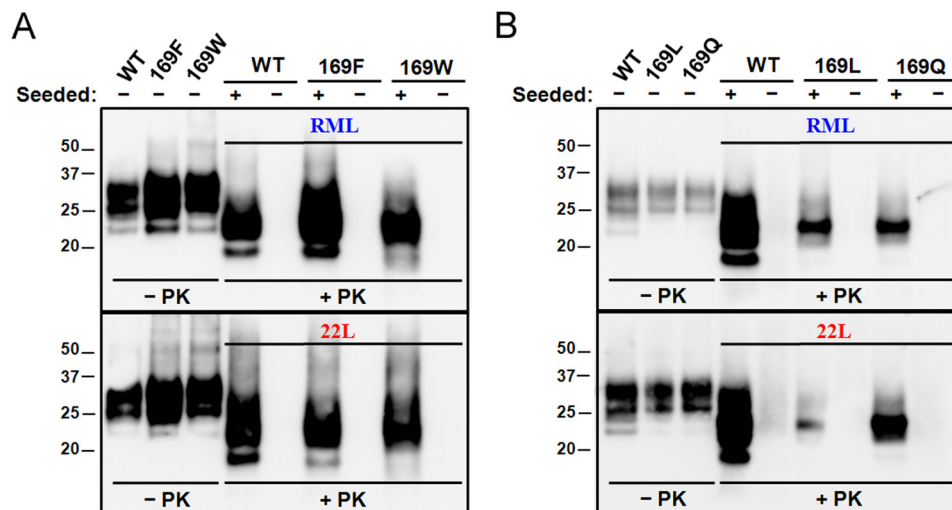 A
WT 169F 169W WT 169F 169W
Seeded: – – – + – + – + –
RML
50
37
25
20
– PK + PK
22L
50
37
25
20
– PK + PK
B
WT 169L 169Q WT 169L 169Q
Seeded: – – – + – + – + –
RML
50
37
25
20
– PK + PK
22L
50
37
25
20
– PK + PK